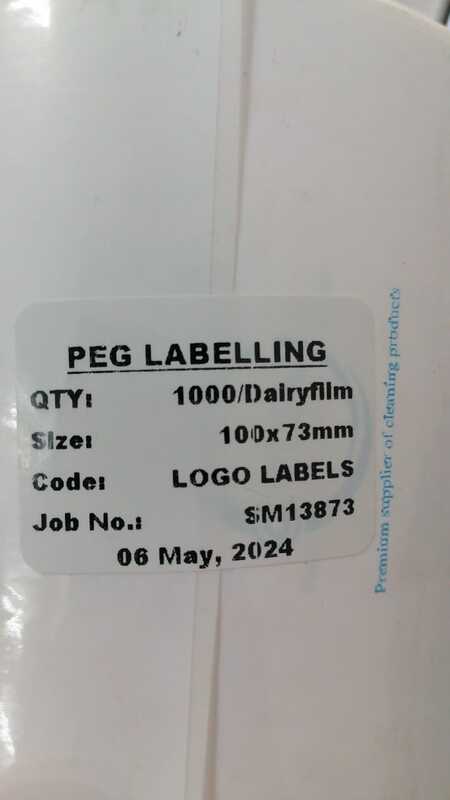 PEG LABELLING
QTY: 1000/Dairyfilm
Size: 100x73mm
Code: LOGO LABELS
Job No.: SM13873
06 May, 2024
Premium supplier of cleaning products